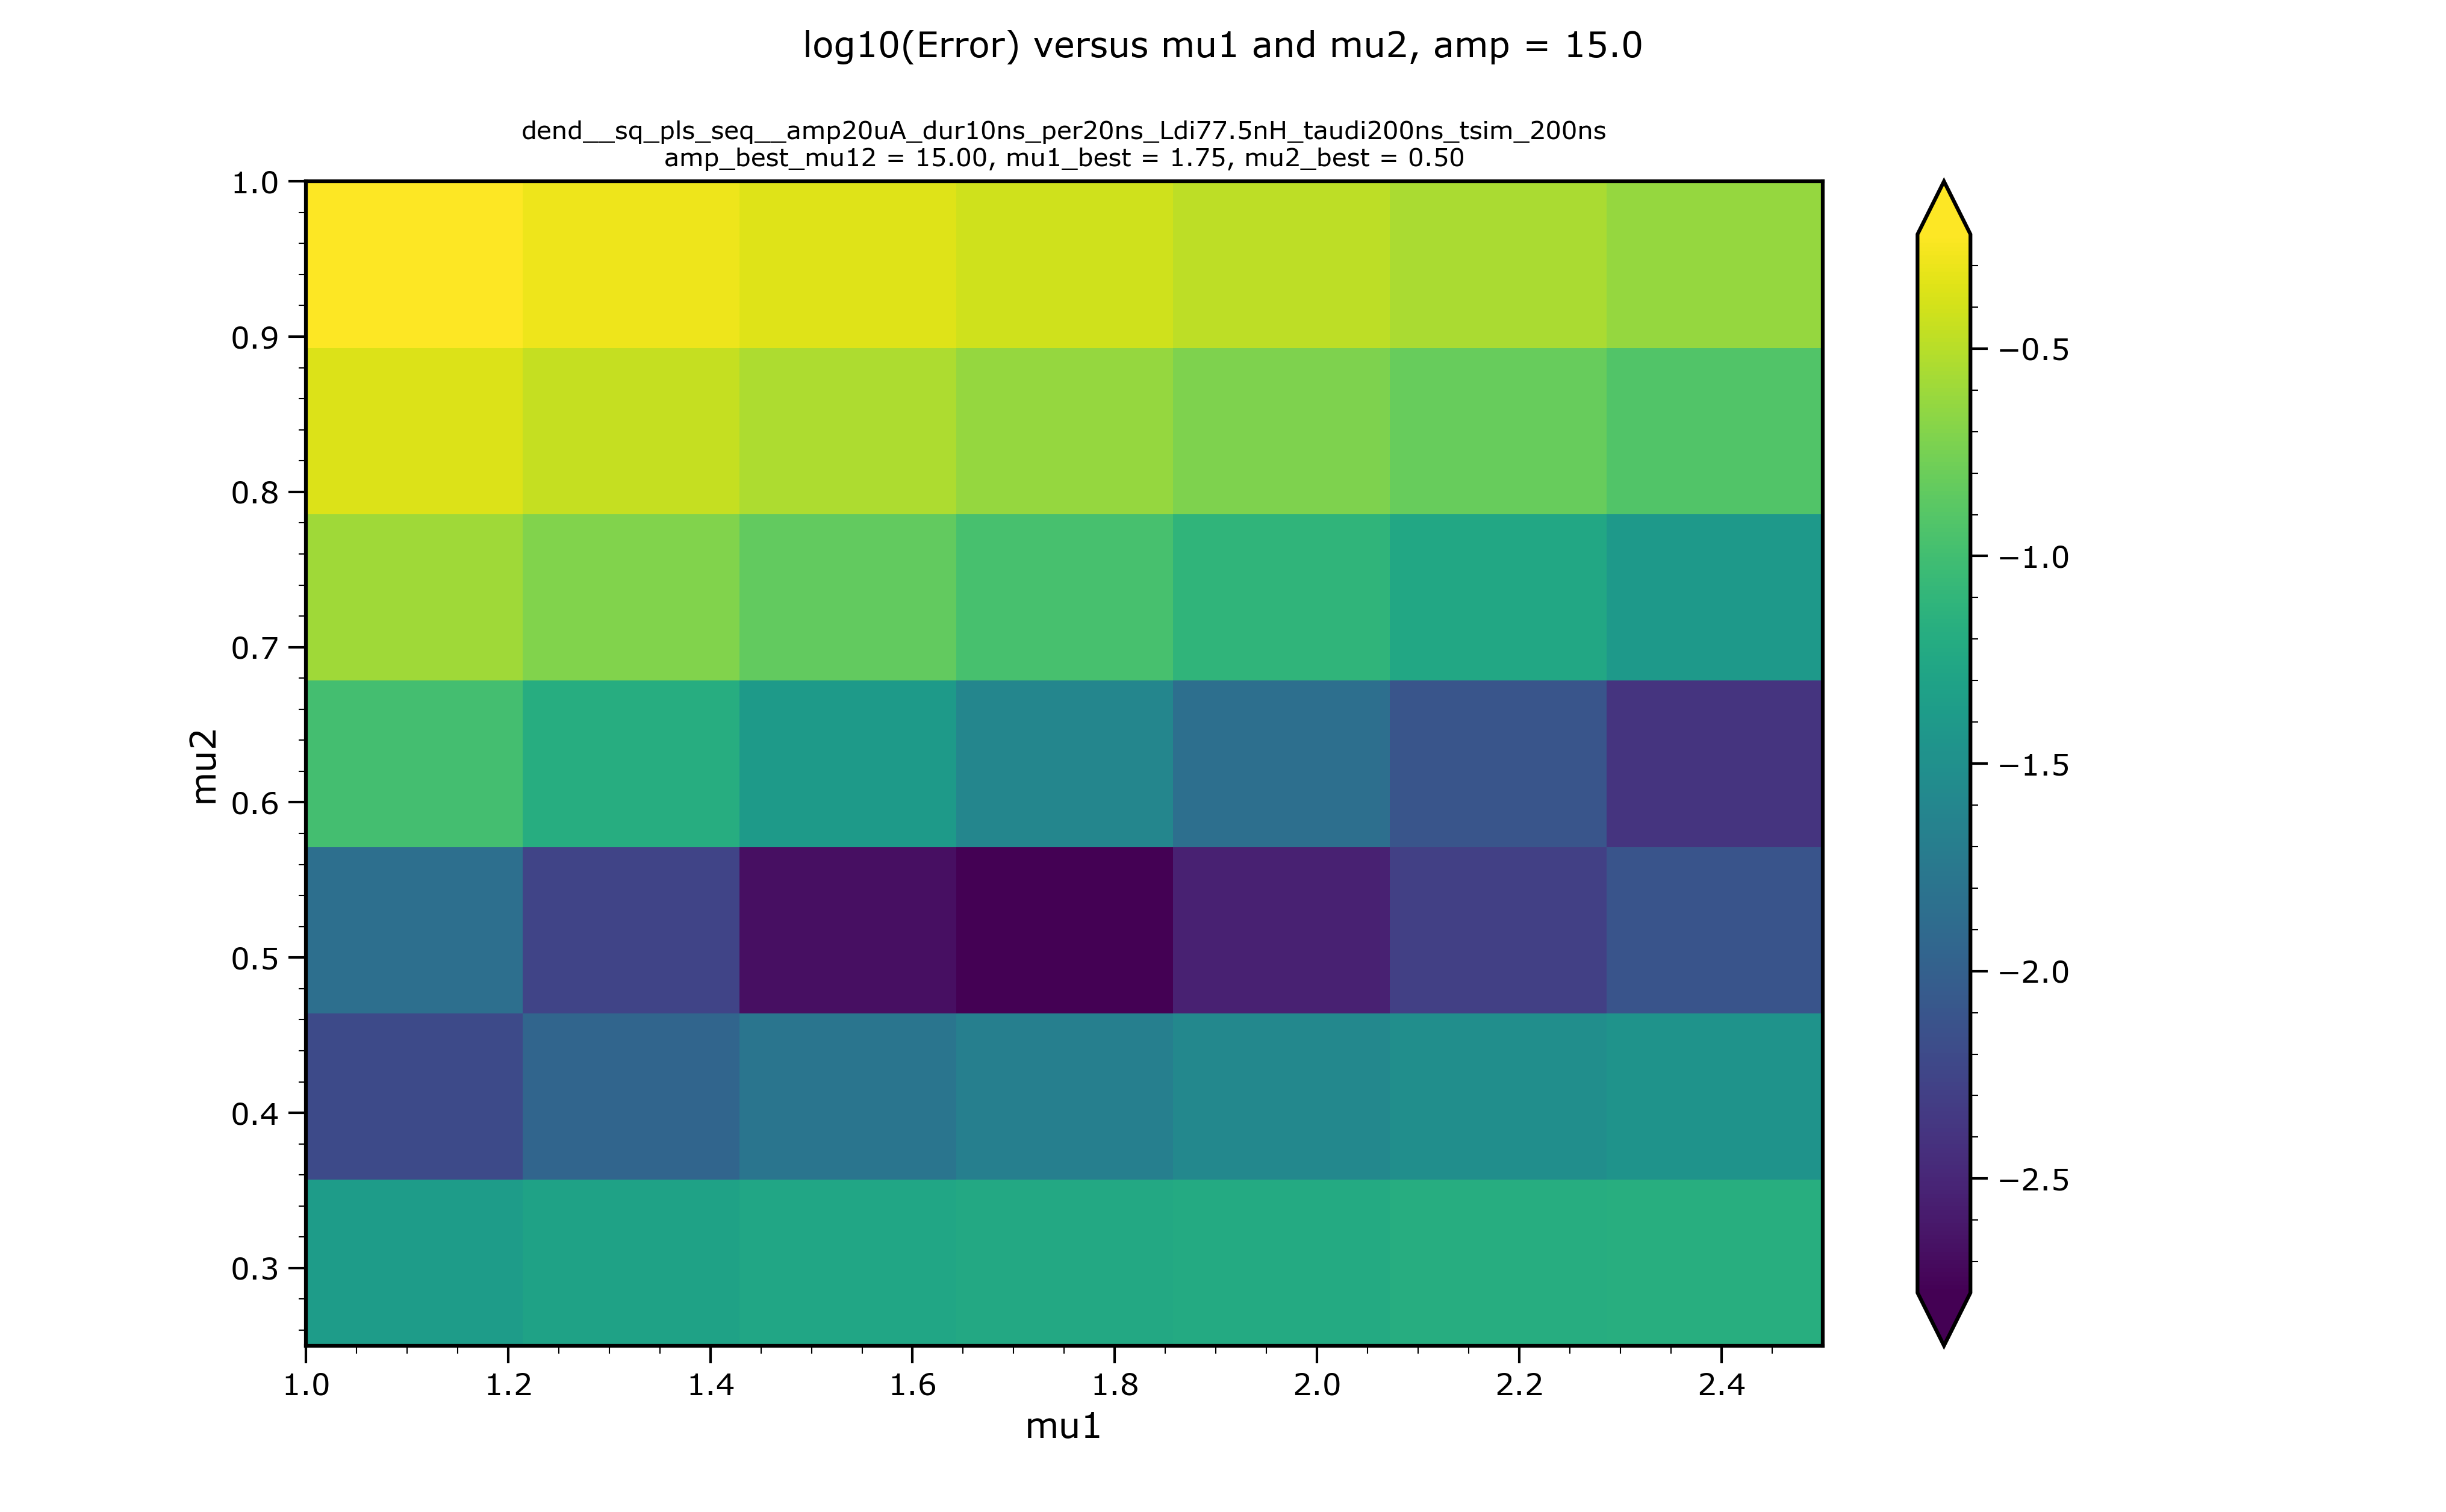 log10(Error) versus mu1 and mu2, amp = 15.0
dend__sq_pls_seq__amp20uA_dur10ns_per20ns_Ldi77.5nH_taudi200ns_tsim_200ns
amp_best_mu12 = 15.00, mu1_best = 1.75, mu2_best = 0.50
1.0
0.9
0.8
0.7
0.6
0.5
0.4
0.3
mu2
1.0 1.2 1.4 1.6 1.8 2.0 2.2 2.4
mu1
−0.5
−1.0
−1.5
−2.0
−2.5